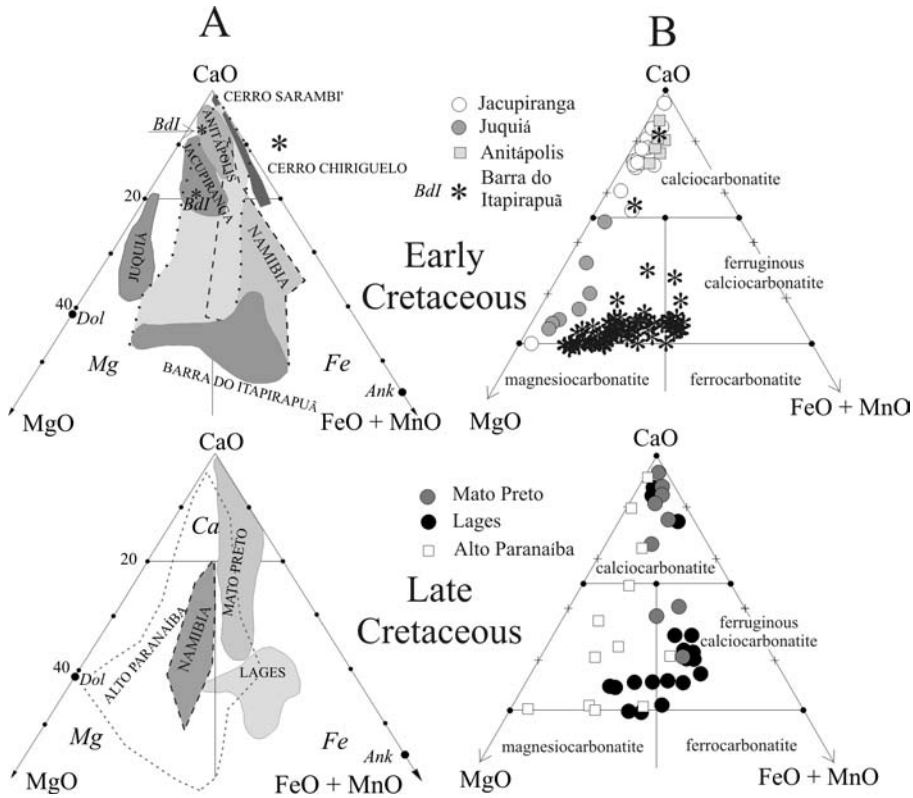 A
B
CaO
CERRO SARAMBI'
BdI
ANITÁPOLIS
CERRO CHIRIGUELO
JACUPIRANGA
20
BdI
JUQUIÁ
NAMIBIA
40
Dol
Mg
Fe
BARRA DO ITAPIRAPUÃ
Ank
MgO
FeO + MnO
CaO
Jacupiranga
Juquiá
Anitápolis
BdI
Barra do
Itapirapuã
calciocarbonatite
Early
Cretaceous
ferruginous
calciocarbonatite
magnesiocarbonatite
ferrocarbonatite
MgO
FeO + MnO
CaO
Ca
20
MATO PRETO
ALTO PARANAÍBA
NAMIBIA
40
Dol
LAGES
Mg
Fe
Ank
MgO
FeO + MnO
CaO
Mato Preto
Lages
Alto Paranaíba
calciocarbonatite
Late
Cretaceous
ferruginous
calciocarbonatite
magnesiocarbonatite
ferrocarbonatite
MgO
FeO + MnO